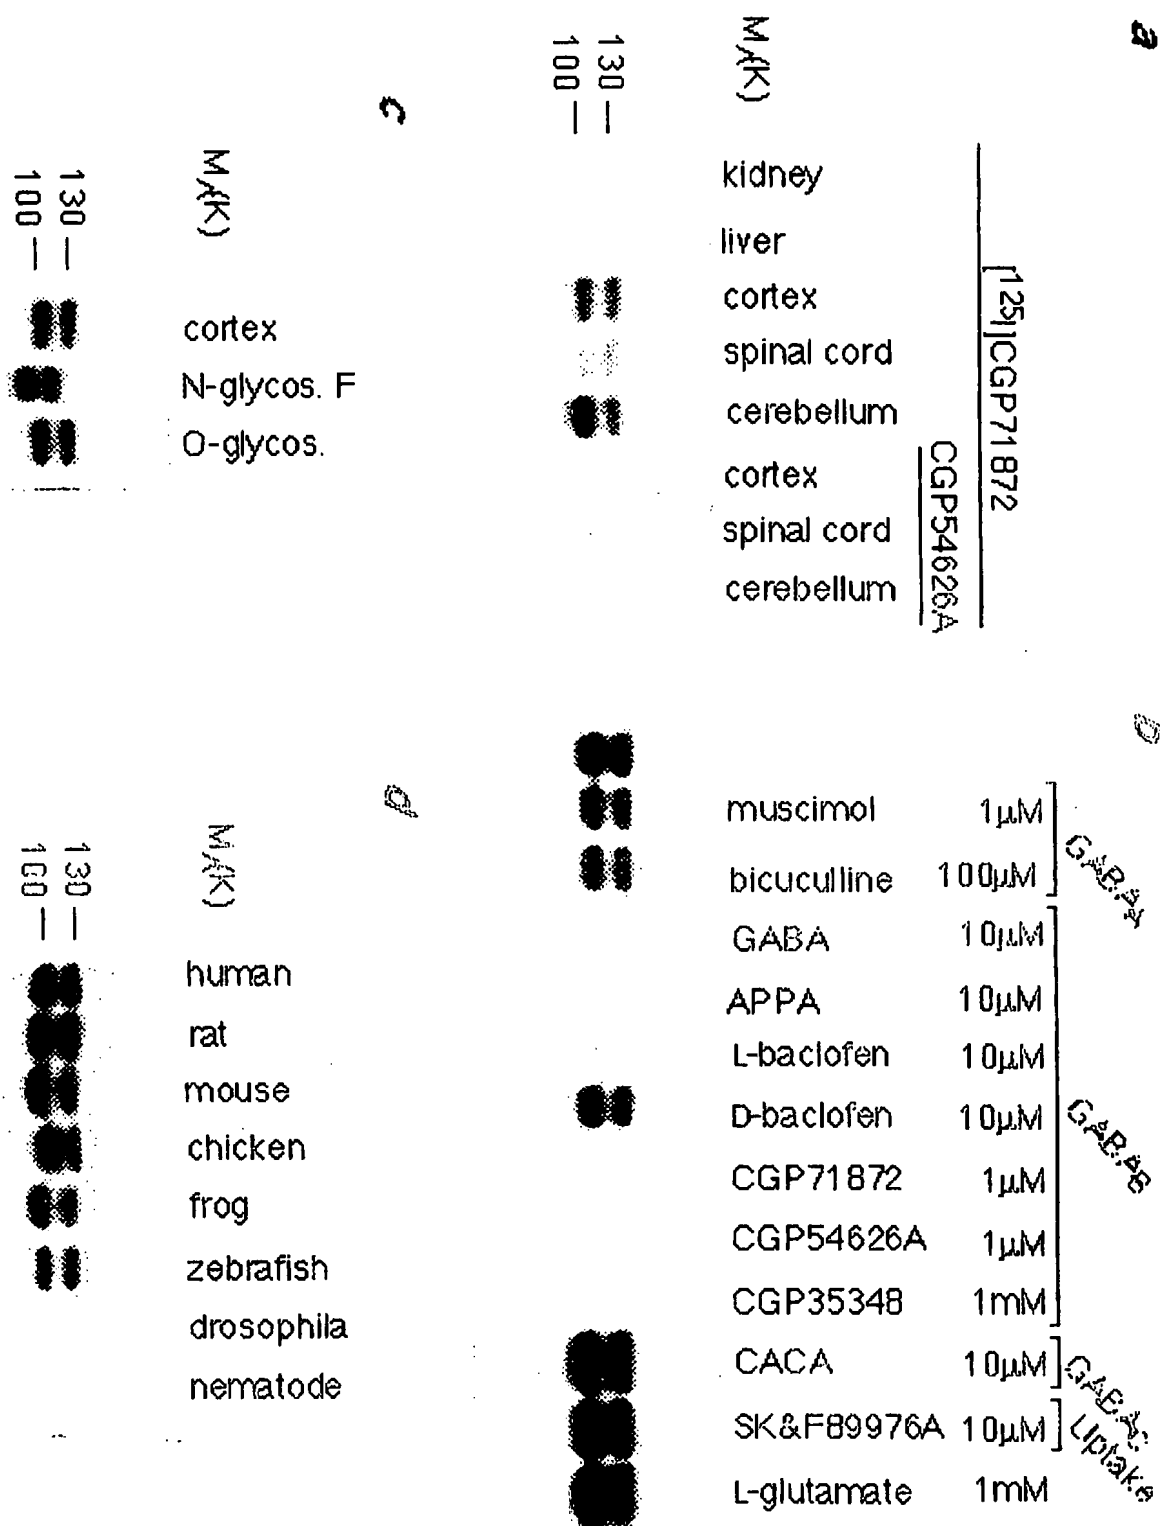 a
[125I]CGP71872
CGP54626A
Mr(K)
kidney
liver
cortex
spinal cord
cerebellum
cortex
spinal cord
cerebellum
130 —
100 —
b
GABAA
GABAB
GABAC
Uptake
muscimol 1µM
bicuculline 100µM
GABA 10µM
APPA 10µM
L-baclofen 10µM
D-baclofen 10µM
CGP71872 1µM
CGP54626A 1µM
CGP35348 1mM
CACA 10µM
SK&F89976A 10µM
L-glutamate 1mM
c
Mr(K)
cortex
N-glycos. F
O-glycos.
130 —
100 —
d
Mr(K)
human
rat
mouse
chicken
frog
zebrafish
drosophila
nematode
130 —
100 —